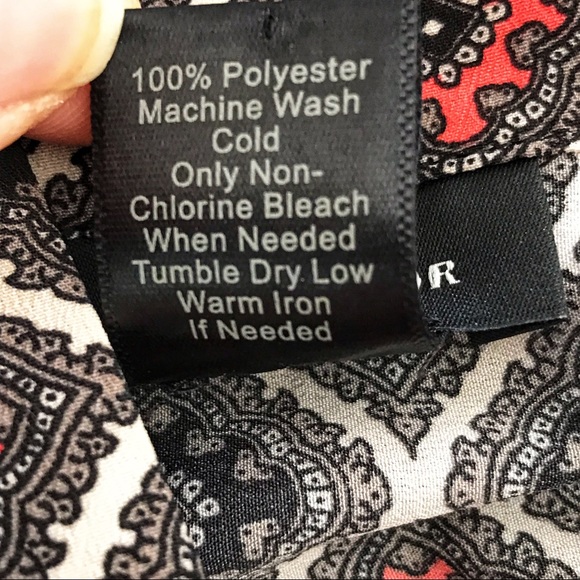 100% Polyester
Machine Wash
Cold
Only Non-
Chlorine Bleach
When Needed
Tumble Dry Low
Warm Iron
If Needed